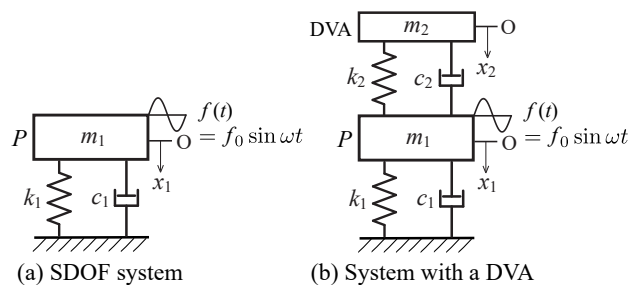 DVA m₂ O
x₂
k₂ c₂
P m₁ f(t)
O = f₀ sin ωt
x₁
k₁ c₁
(a) SDOF system
P m₁ f(t)
O = f₀ sin ωt
x₁
k₁ c₁
(b) System with a DVA